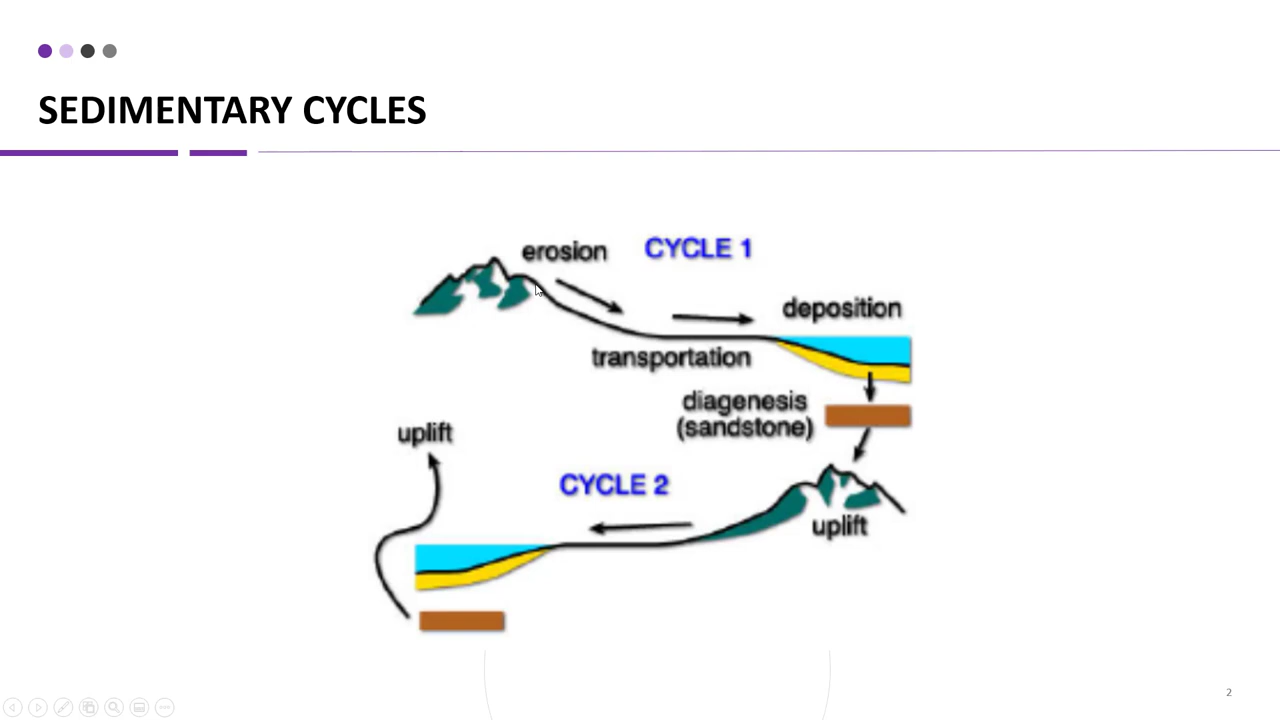 SEDIMENTARY CYCLES
erosion
CYCLE 1
deposition
transportation
diagenesis
(sandstone)
uplift
CYCLE 2
uplift
2